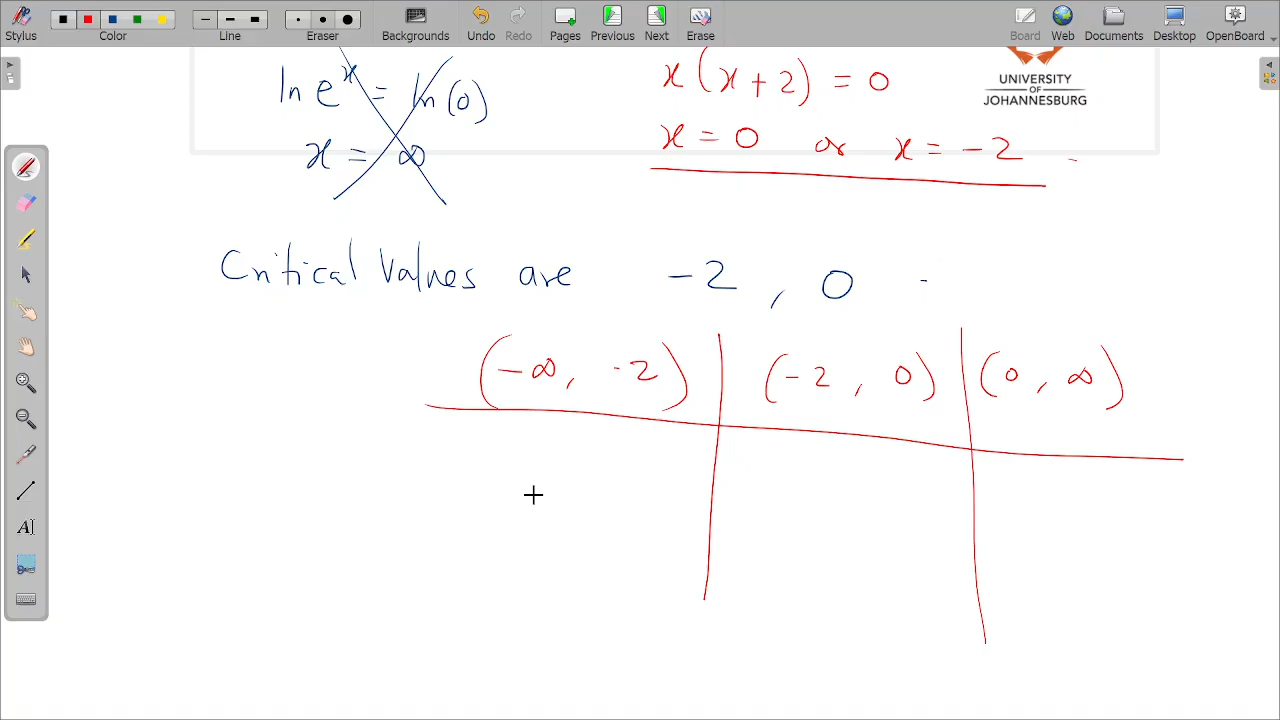 Stylus Color Line Eraser Backgrounds Undo Redo Pages Previous Next Erase Board Web Documents Desktop OpenBoard
ln e^x = ln(0)
x = ∞
x(x+2) = 0
x = 0 or x = -2
UNIVERSITY
OF
JOHANNESBURG
Critical Values are -2, 0
(-∞, -2) (-2, 0) (0, ∞)